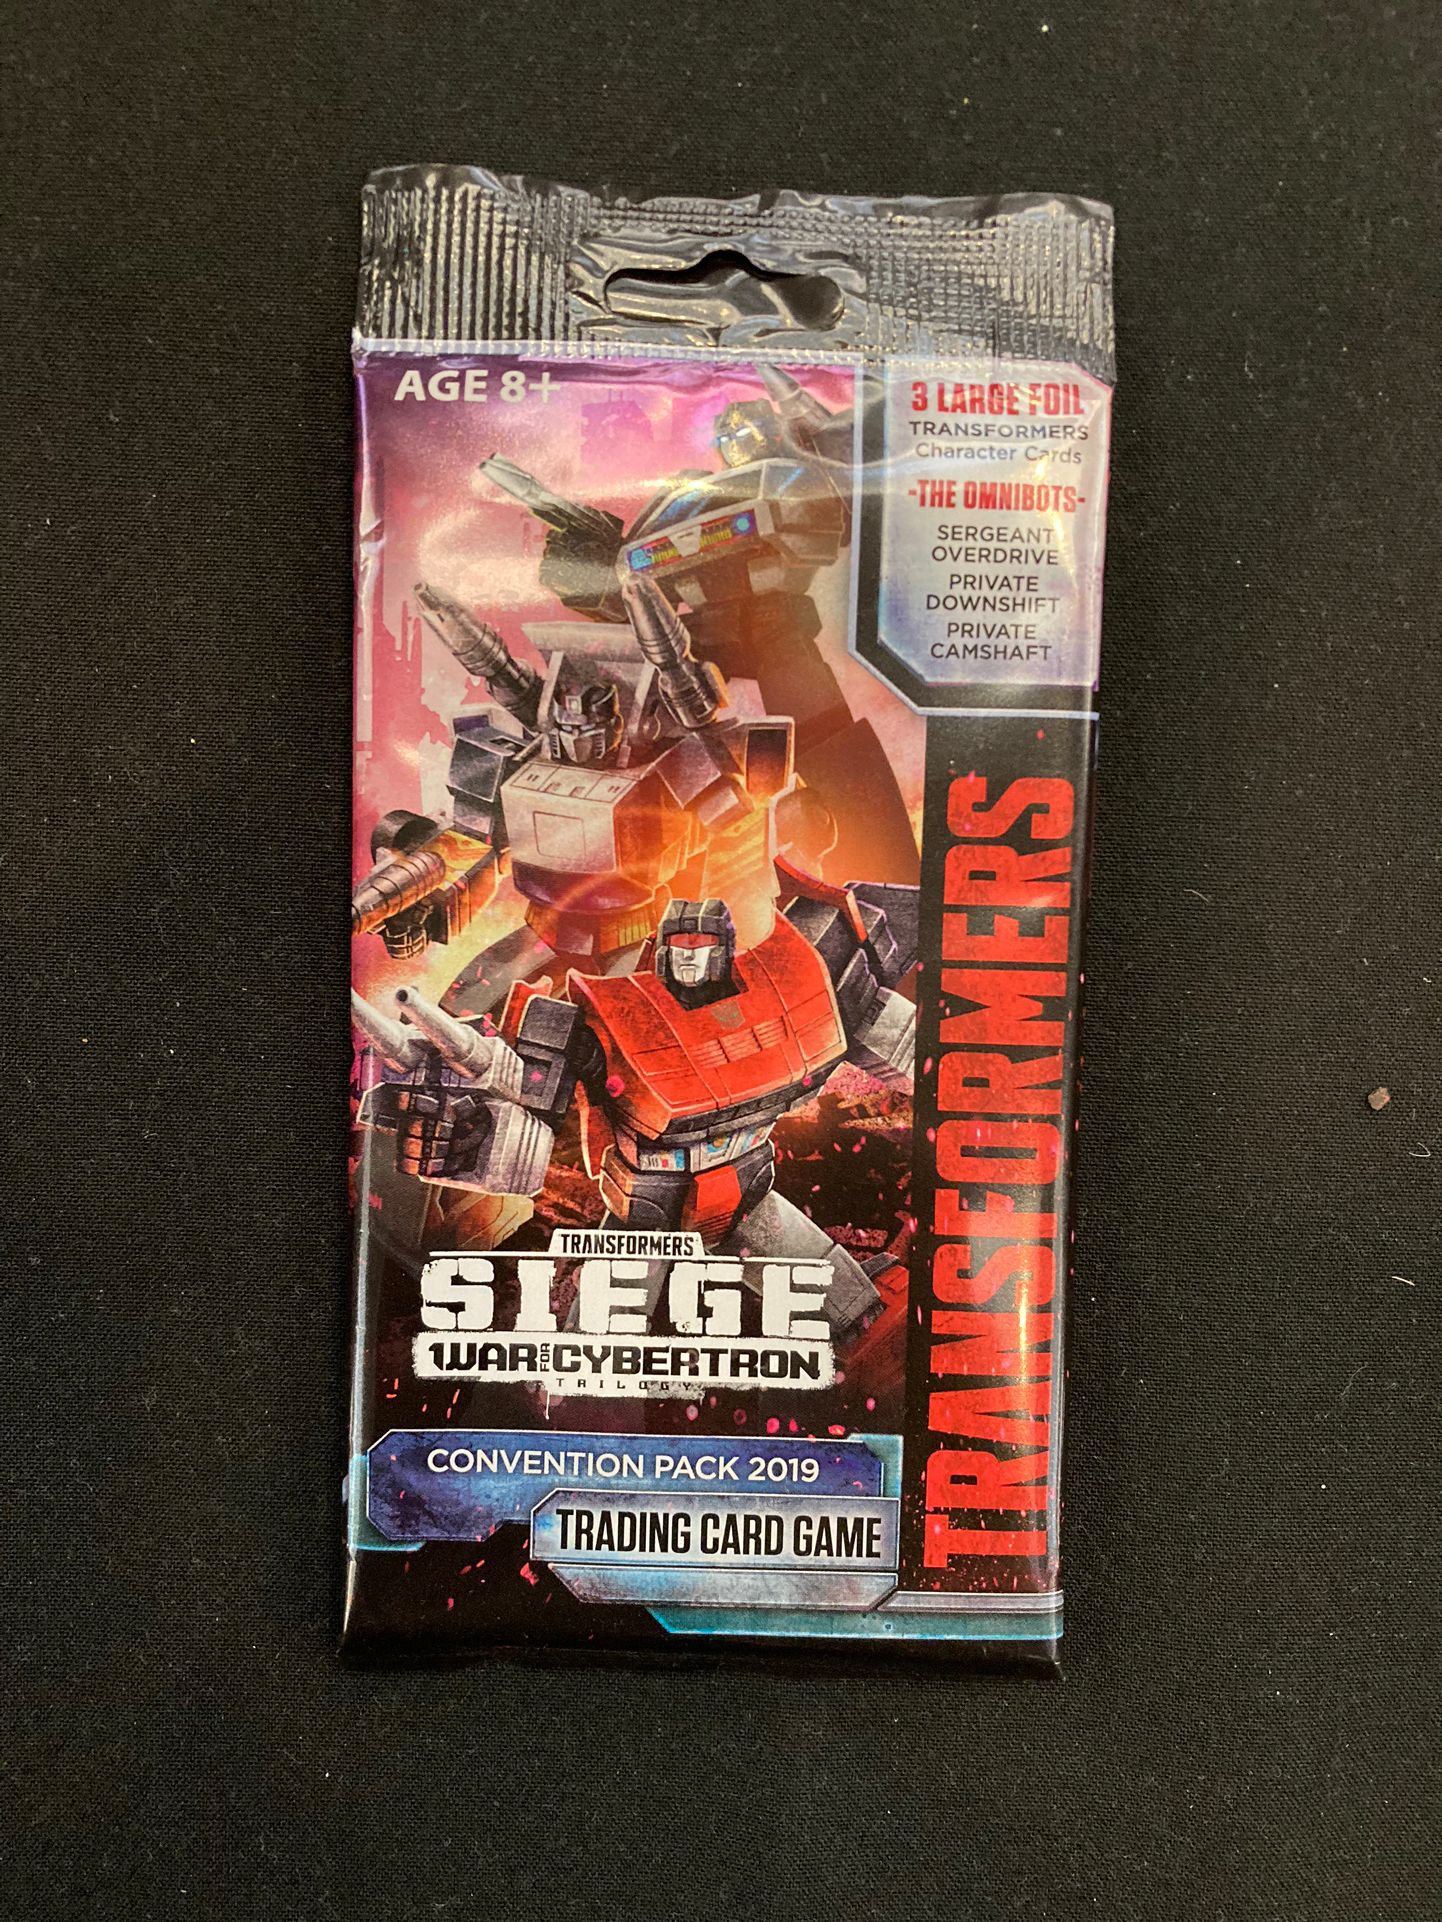 AGE 8+
3 LARGE FOIL
TRANSFORMERS
Character Cards
-THE OMNIBOTS-
SERGEANT
OVERDRIVE
PRIVATE
DOWNSHIFT
PRIVATE
CAMSHAFT
TRANSFORMERS
TRANSFORMERS
SIEGE
WAR FOR CYBERTRON
TRILOGY
CONVENTION PACK 2019
TRADING CARD GAME